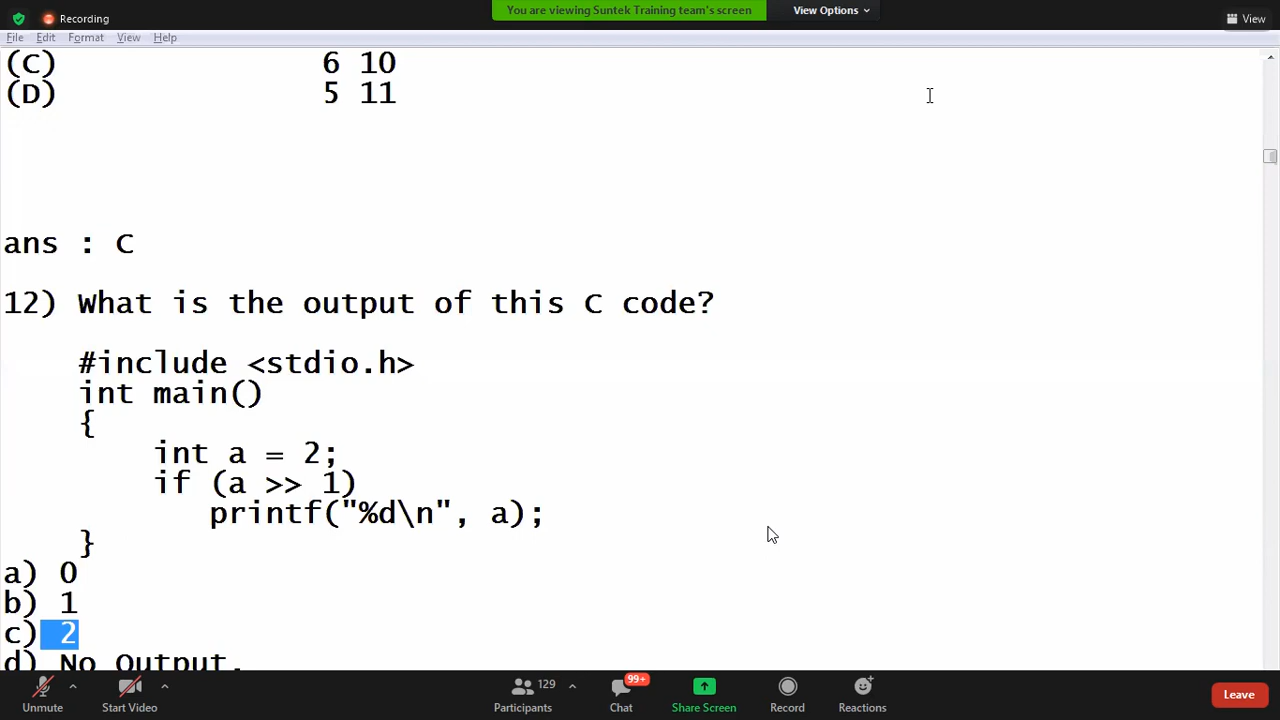 Recording
You are viewing Suntek Training team's screen
View Options
View
File Edit Format View Help
(C) 6 10
(D) 5 11
ans : C
12) What is the output of this C code?
#include <stdio.h>
int main()
{
int a = 2;
if (a >> 1)
printf("%d\n", a);
}
a) 0
b) 1
c) 2
d) No Output.
Unmute
Start Video
129
Participants
99+
Chat
Share Screen
Record
Reactions
Leave